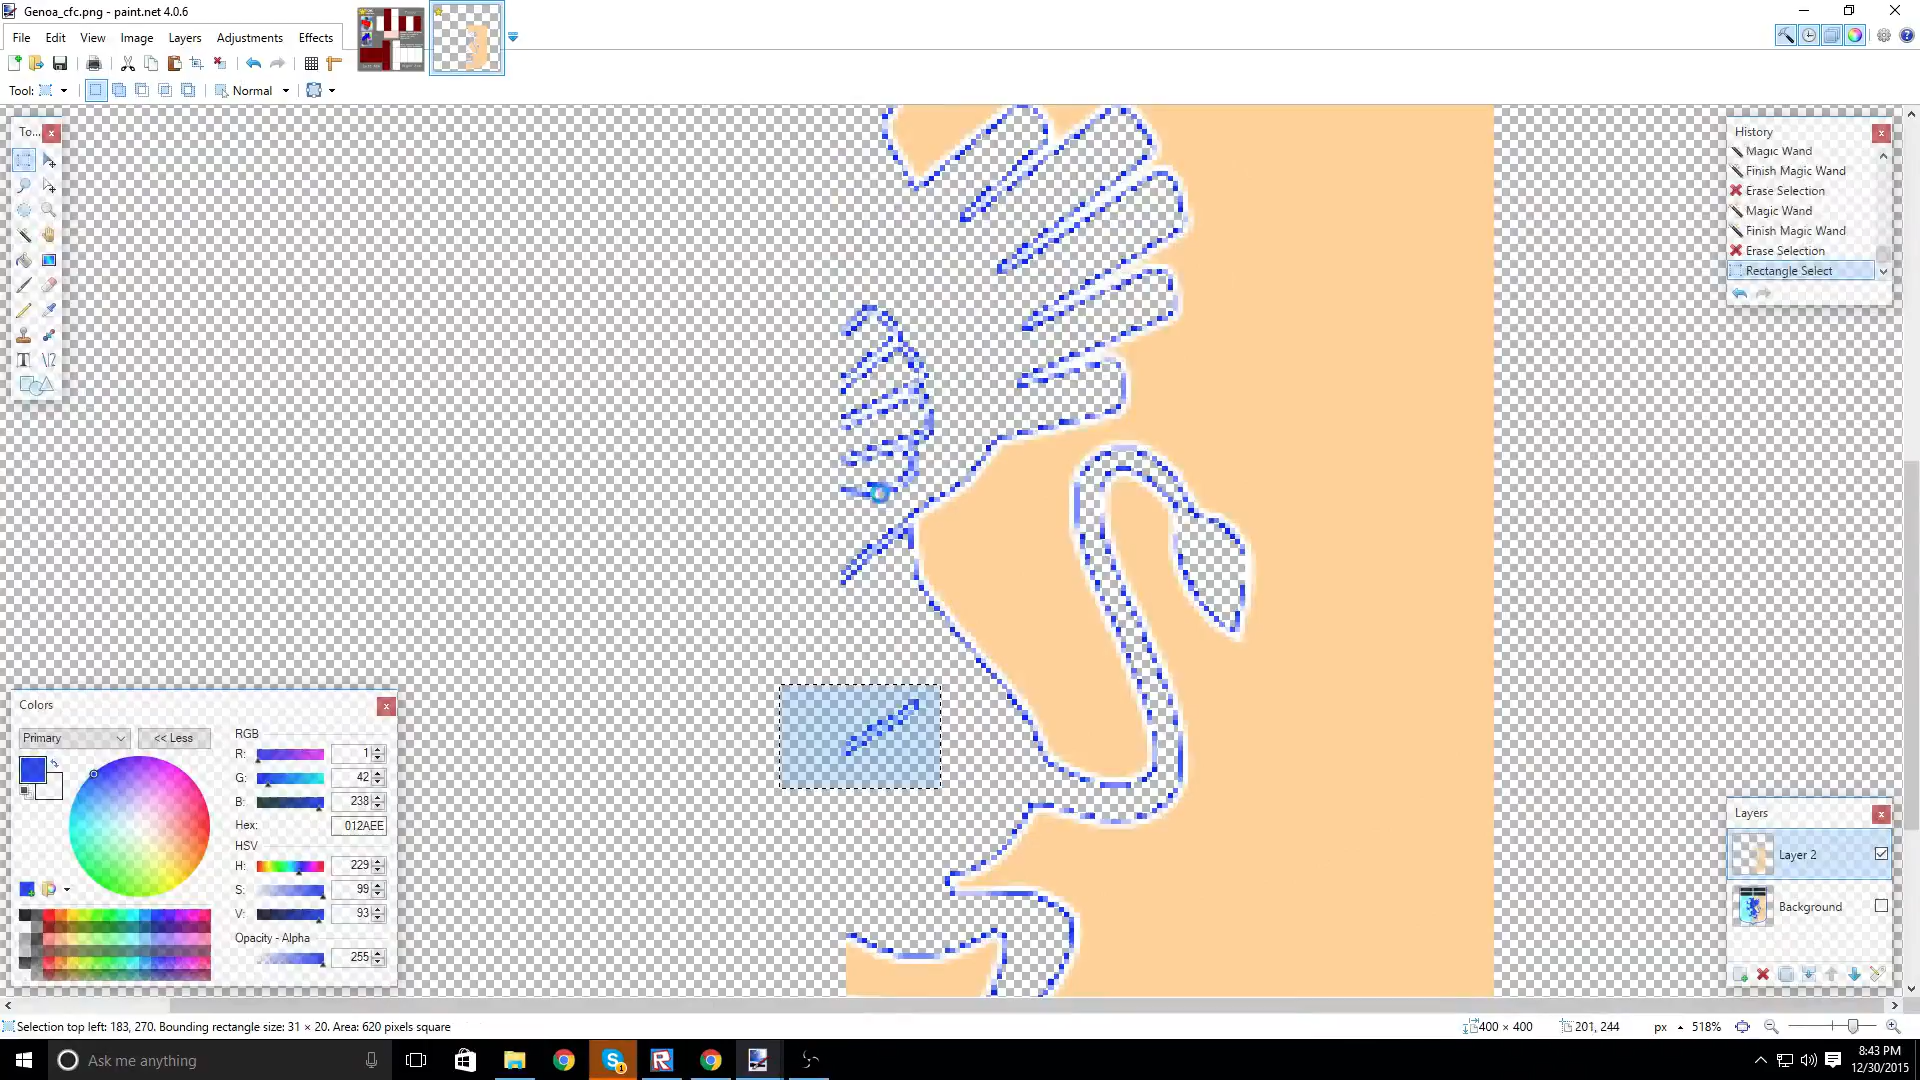 Genoa_cfc.png - paint.net 4.0.6
File Edit View Image Layers Adjustments Effects
Tool: Normal
To...
History
Magic Wand
Finish Magic Wand
Erase Selection
Magic Wand
Finish Magic Wand
Erase Selection
Rectangle Select
Colors
Primary << Less
RGB
R: 1
G: 42
B: 238
Hex: 012AEE
HSV
H: 229
S: 99
V: 93
Opacity - Alpha
255
Layers
Layer 2
Background
Selection top left: 183, 270. Bounding rectangle size: 31 × 20. Area: 620 pixels square 400 × 400 201, 244 px 518%
Ask me anything
8:43 PM
12/30/2015